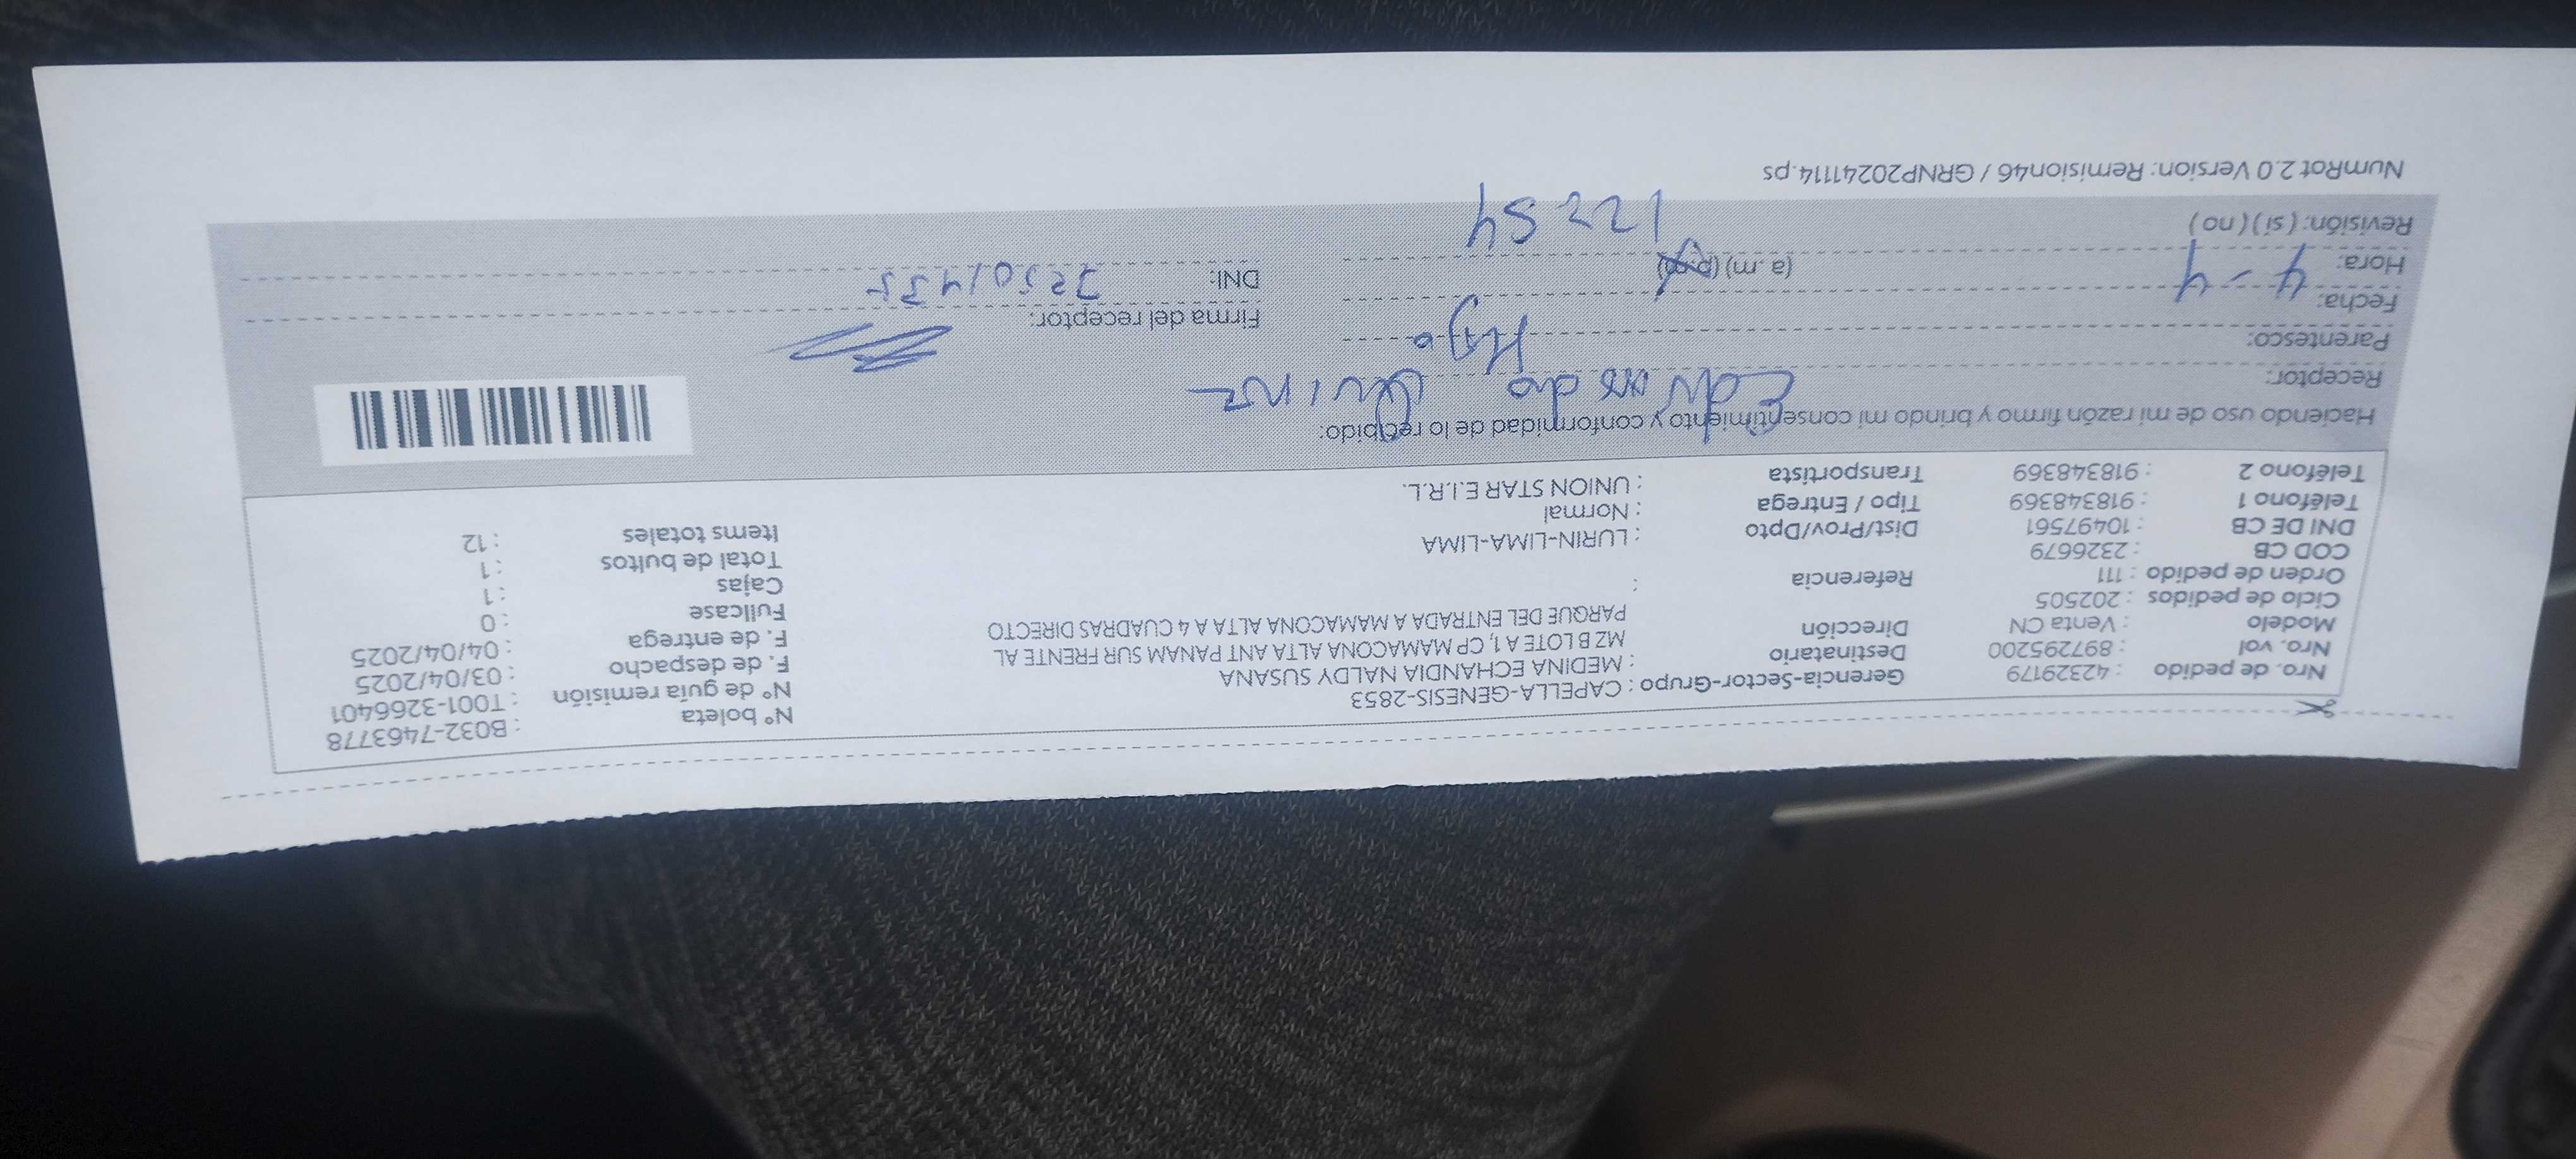 Nro. de pedido : 42329179
Nro. vol : 897295200
Modelo : Venta CN
Ciclo de pedidos : 202505
Orden de pedido : 111
COD CB : 2326679
DNI DE CB : 10497561
Teléfono 1 : 918348369
Teléfono 2 : 918348369
Gerencia-Sector-Grupo : CAPELLA-GENESIS-2853
Destinatario : MEDINA ECHANDIA NALDY SUSANA
Dirección MZ B LOTE A 1, CP MAMACONA ALTA ANT PANAM SUR FRENTE AL
PARQUE DEL ENTRADA A MAMACONA ALTA A 4 CUADRAS DIRECTO
Referencia :
Dist/Prov/Dpto : LURIN-LIMA-LIMA
Tipo / Entrega : Normal
Transportista : UNION STAR E.I.R.L.
N° boleta : B032-7463778
N° de guía remisión : T001-3266401
F. de despacho : 03/04/2025
F. de entrega : 04/04/2025
Fullcase : 0
Cajas : 1
Total de bultos : 1
Items totales : 12
Haciendo uso de mi razón firmo y brindo mi consentimiento y conformidad de lo recibido:
Receptor: Eduardo
Parentesco: Hijo
Fecha: 4-4
Hora: (a.m) (p.m) 12 54
Revisión: ( si ) ( no )
Firma del receptor:
DNI:
NumRot 2.0 Version: Remision46 / GRNP20241114.ps